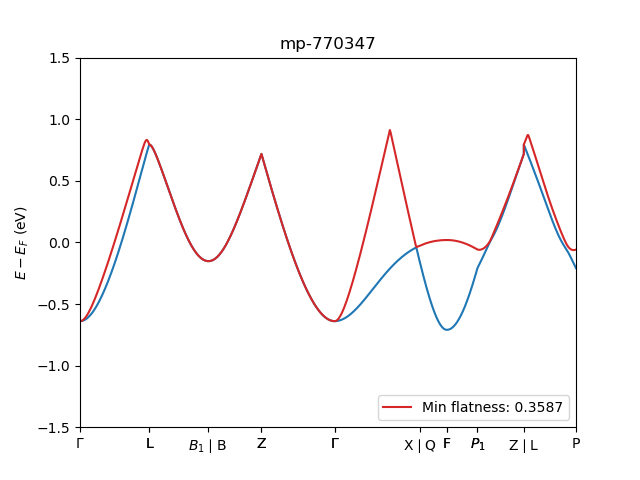 mp-770347
E − E_F (eV)
1.5
1.0
0.5
0.0
−0.5
−1.0
−1.5
Min flatness: 0.3587
Γ L B₁ | B Z Γ X | Q F P₁ Z | L P